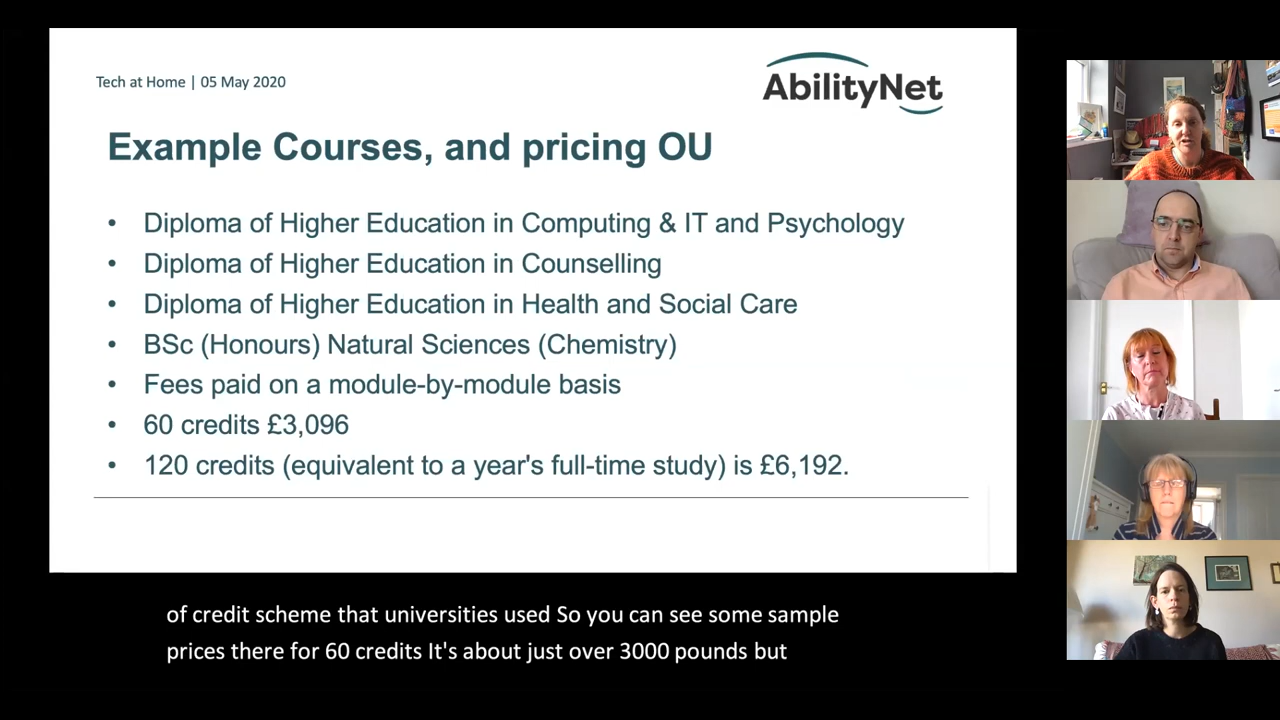 Tech at Home | 05 May 2020
AbilityNet
Example Courses, and pricing OU
• Diploma of Higher Education in Computing & IT and Psychology
• Diploma of Higher Education in Counselling
• Diploma of Higher Education in Health and Social Care
• BSc (Honours) Natural Sciences (Chemistry)
• Fees paid on a module-by-module basis
• 60 credits £3,096
• 120 credits (equivalent to a year's full-time study) is £6,192.
of credit scheme that universities used So you can see some sample
prices there for 60 credits It's about just over 3000 pounds but